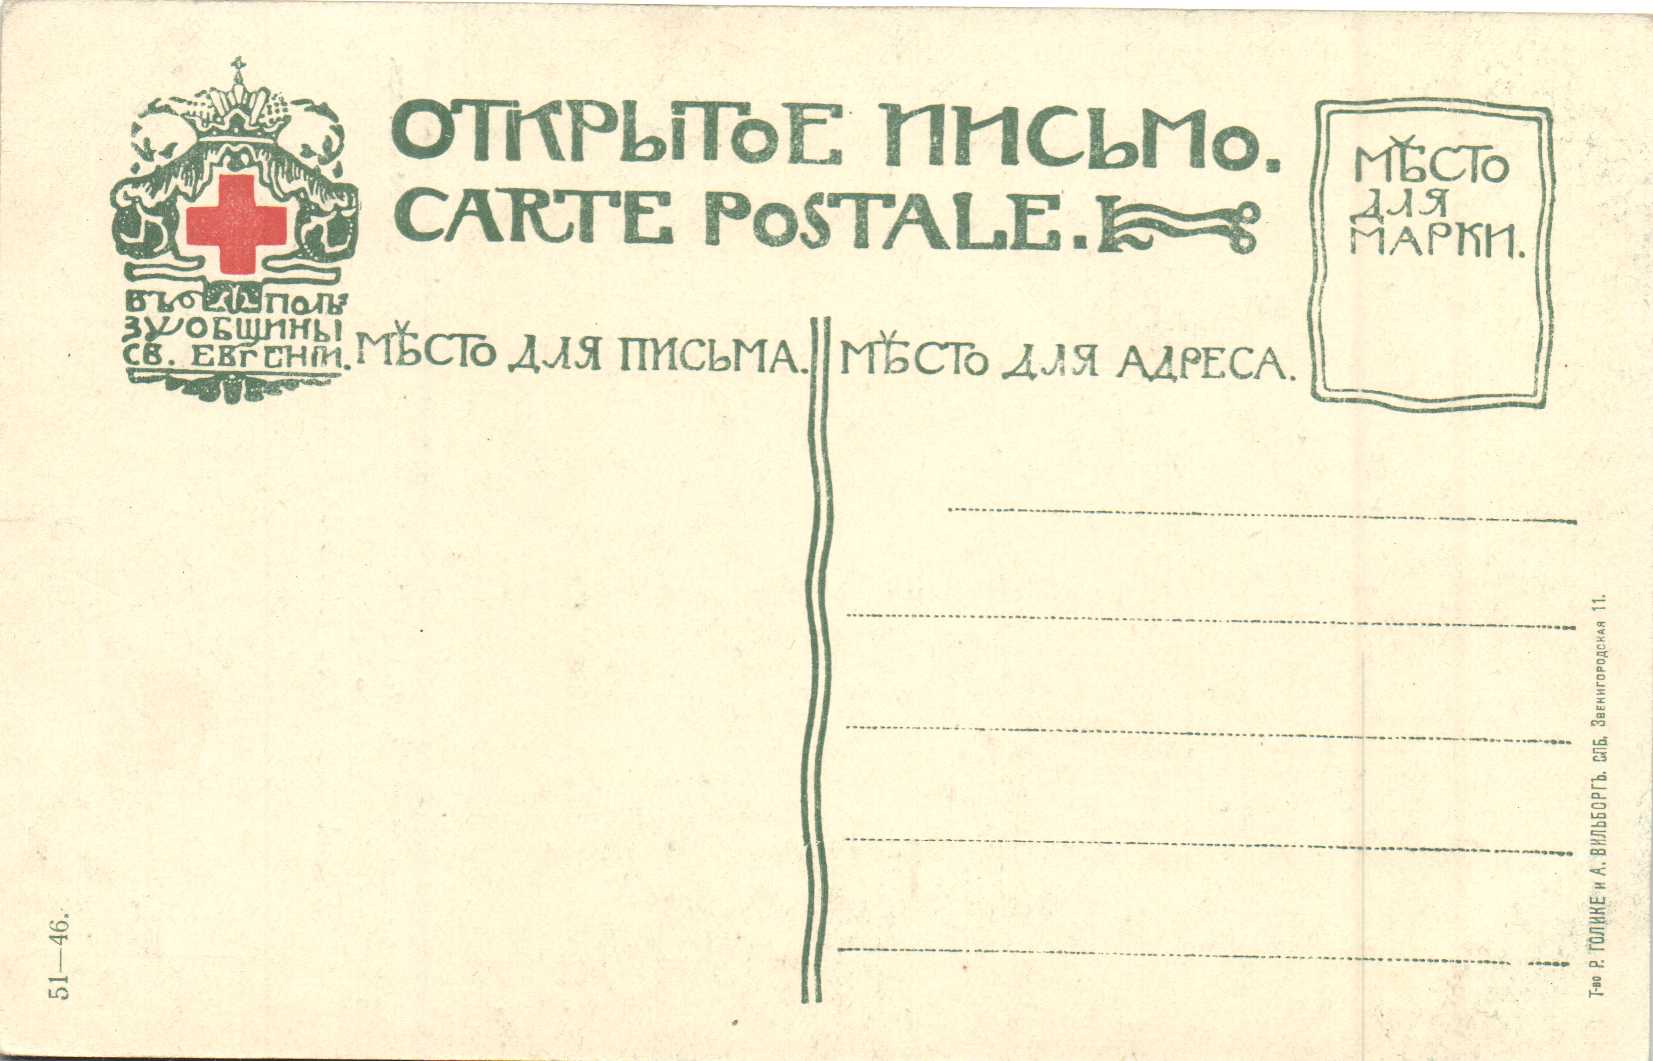 ОТКРЫТОЕ ПИСЬМО.
CARTE POSTALE.
МѢСТО
ДЛЯ
МАРКИ.
ВЪ ПОЛЬ-
ЗУ ОБЩИНЫ
СВ. ЕВГЕНІИ.
МѢСТО ДЛЯ ПИСЬМА.
МѢСТО ДЛЯ АДРЕСА.
51—46.
Т-во Р. ГОЛИКЕ и А. ВИЛЬБОРГЪ. СПБ. Звенигородская 11.